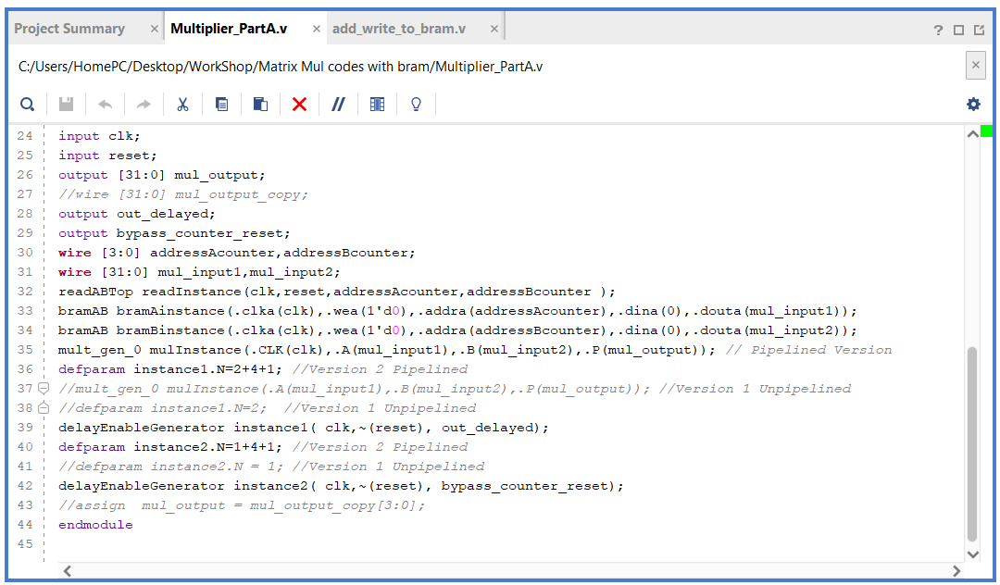 Project Summary × Multiplier_PartA.v × add_write_to_bram.v × ?
C:/Users/HomePC/Desktop/WorkShop/Matrix Mul codes with bram/Multiplier_PartA.v ×
24 input clk;
25 input reset;
26 output [31:0] mul_output;
27 //wire [31:0] mul_output_copy;
28 output out_delayed;
29 output bypass_counter_reset;
30 wire [3:0] addressAcounter,addressBcounter;
31 wire [31:0] mul_input1,mul_input2;
32 readABTop readInstance(clk,reset,addressAcounter,addressBcounter );
33 bramAB bramAinstance(.clka(clk),.wea(1'd0),.addra(addressAcounter),.dina(0),.douta(mul_input1));
34 bramAB bramBinstance(.clka(clk),.wea(1'd0),.addra(addressBcounter),.dina(0),.douta(mul_input2));
35 mult_gen_0 mulInstance(.CLK(clk),.A(mul_input1),.B(mul_input2),.P(mul_output)); // Pipelined Version
36 defparam instance1.N=2+4+1; //Version 2 Pipelined
37 //mult_gen_0 mulInstance(.A(mul_input1),.B(mul_input2),.P(mul_output)); //Version 1 Unpipelined
38 //defparam instance1.N=2;  //Version 1 Unpipelined
39 delayEnableGenerator instance1( clk,~(reset), out_delayed);
40 defparam instance2.N=1+4+1; //Version 2 Pipelined
41 //defparam instance2.N = 1; //Version 1 Unpipelined
42 delayEnableGenerator instance2( clk,~(reset), bypass_counter_reset);
43 //assign  mul_output = mul_output_copy[3:0];
44 endmodule
45